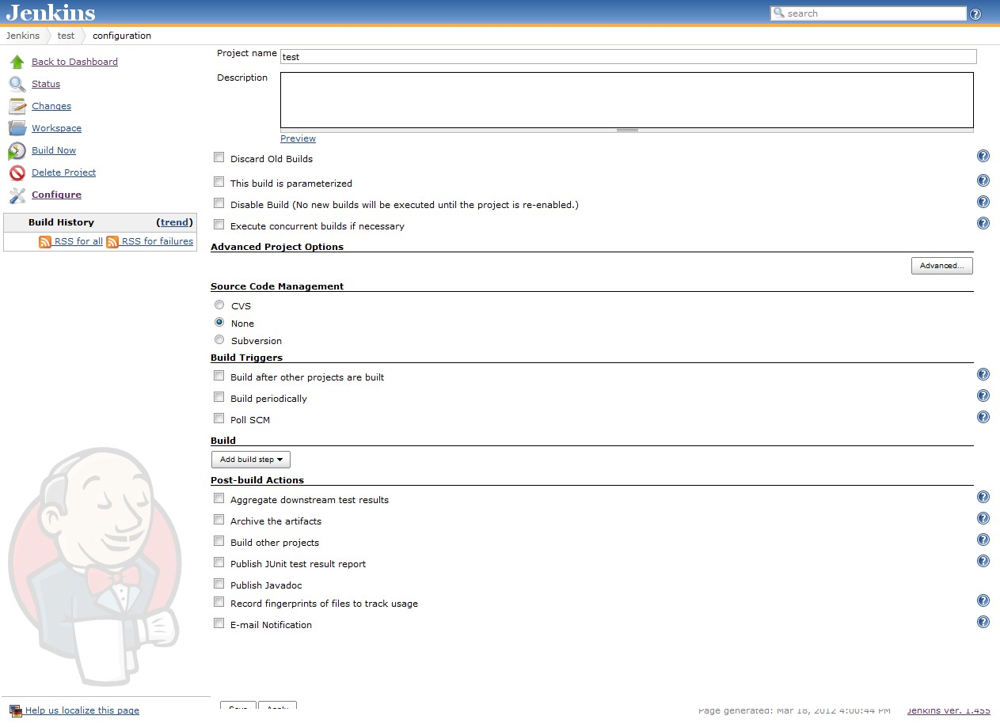 Jenkins
search
Jenkins test configuration
Back to Dashboard
Status
Changes
Workspace
Build Now
Delete Project
Configure
Build History (trend)
RSS for all RSS for failures
Project name test
Description
Preview
Discard Old Builds
This build is parameterized
Disable Build (No new builds will be executed until the project is re-enabled.)
Execute concurrent builds if necessary
Advanced Project Options
Advanced...
Source Code Management
CVS
None
Subversion
Build Triggers
Build after other projects are built
Build periodically
Poll SCM
Build
Add build step
Post-build Actions
Aggregate downstream test results
Archive the artifacts
Build other projects
Publish JUnit test result report
Publish Javadoc
Record fingerprints of files to track usage
E-mail Notification
Save Apply
Help us localize this page
Page generated: Mar 18, 2012 4:00:44 PM Jenkins ver. 1.455